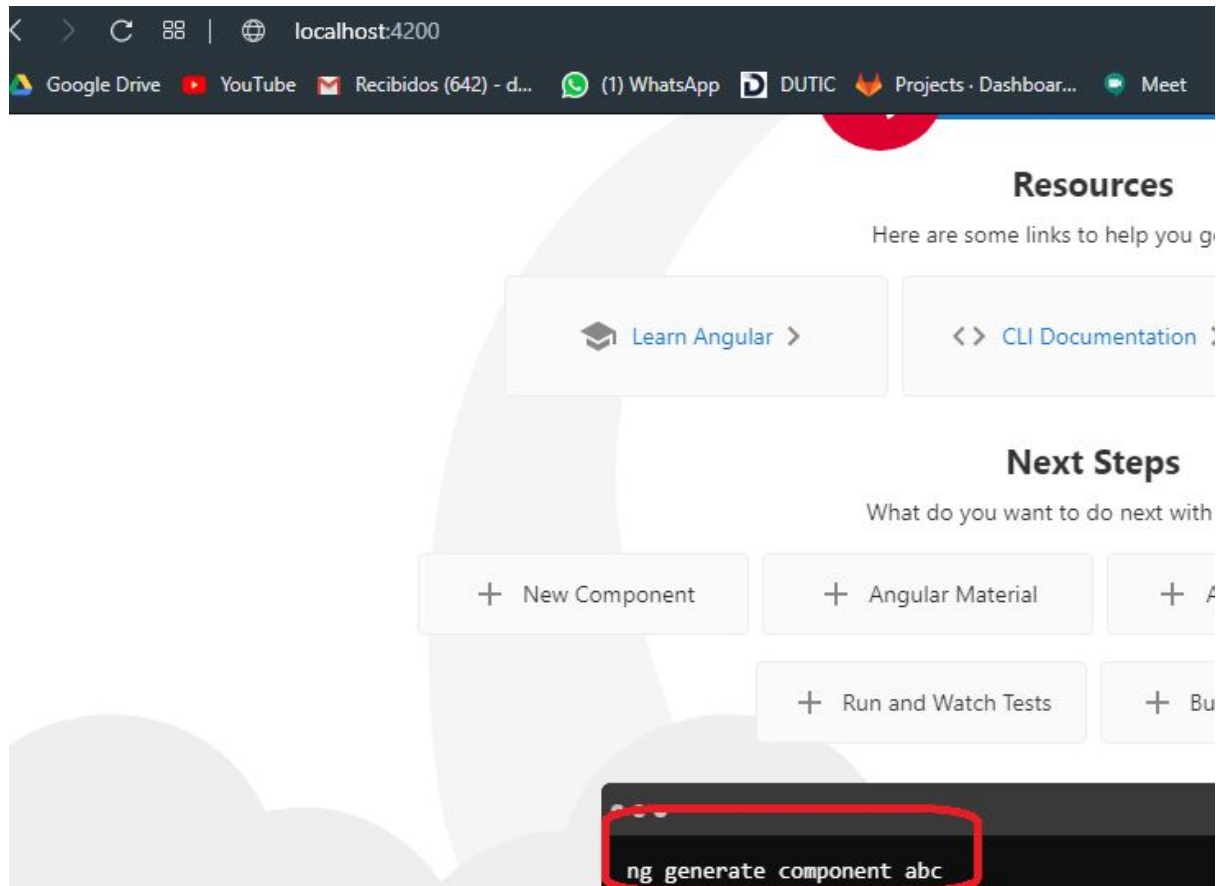 localhost:4200
Google Drive YouTube Recibidos (642) - d... (1) WhatsApp DUTIC Projects · Dashboar... Meet
Resources
Here are some links to help you
Learn Angular CLI Documentation
Next Steps
What do you want to do next with
New Component Angular Material
Run and Watch Tests
ng generate component abc